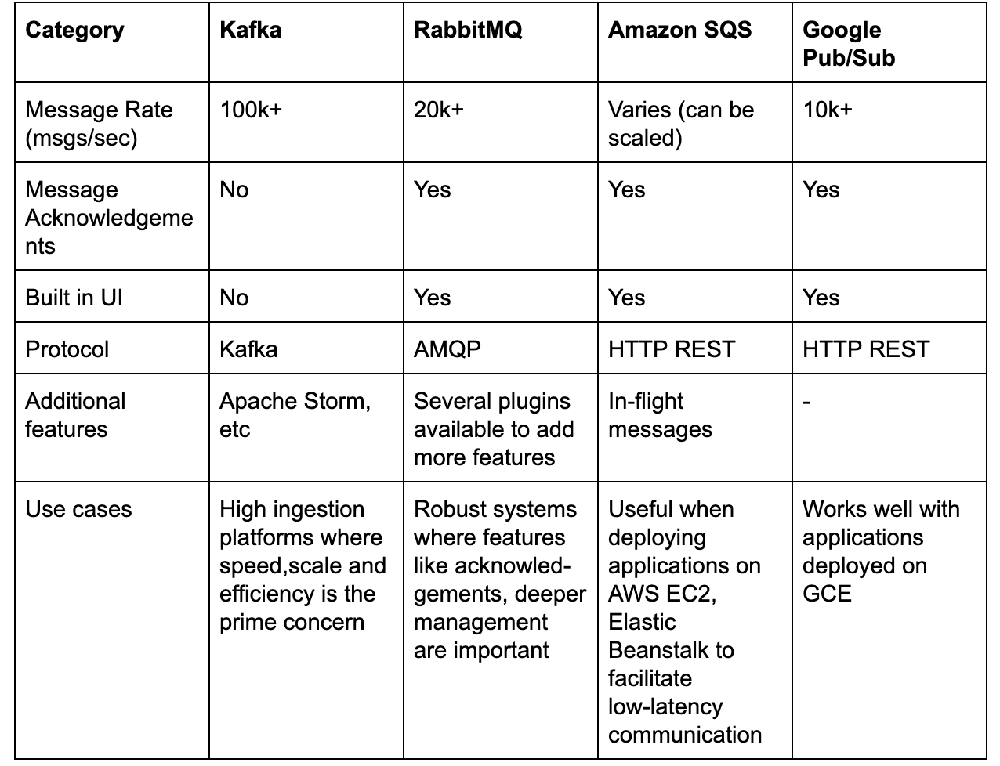 Category
Kafka
RabbitMQ
Amazon SQS
Google
Pub/Sub
Message Rate
(msgs/sec)
100k+
20k+
Varies (can be
scaled)
10k+
Message
Acknowledgeme
nts
No
Yes
Yes
Yes
Built in UI
No
Yes
Yes
Yes
Protocol
Kafka
AMQP
HTTP REST
HTTP REST
Additional
features
Apache Storm,
etc
Several plugins
available to add
more features
In-flight
messages
-
Use cases
High ingestion
platforms where
speed,scale and
efficiency is the
prime concern
Robust systems
where features
like acknowled-
gements, deeper
management
are important
Useful when
deploying
applications on
AWS EC2,
Elastic
Beanstalk to
facilitate
low-latency
communication
Works well with
applications
deployed on
GCE